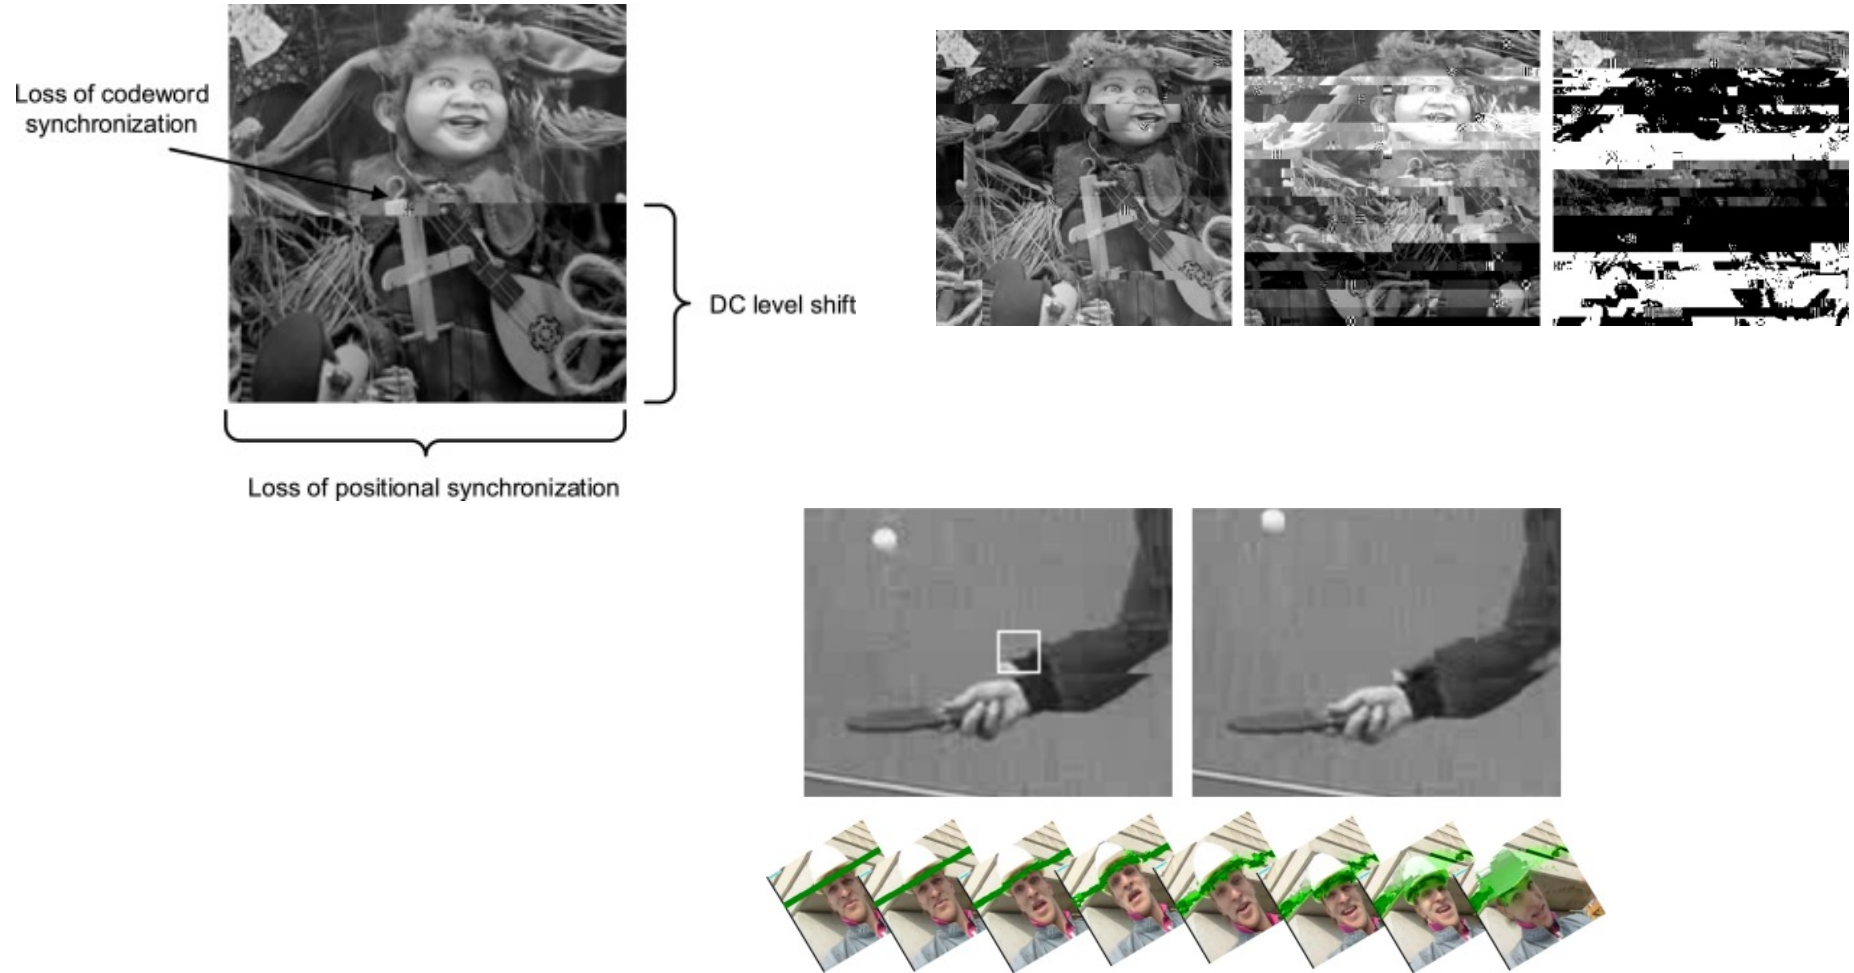 Loss of codeword
synchronization
DC level shift
Loss of positional synchronization